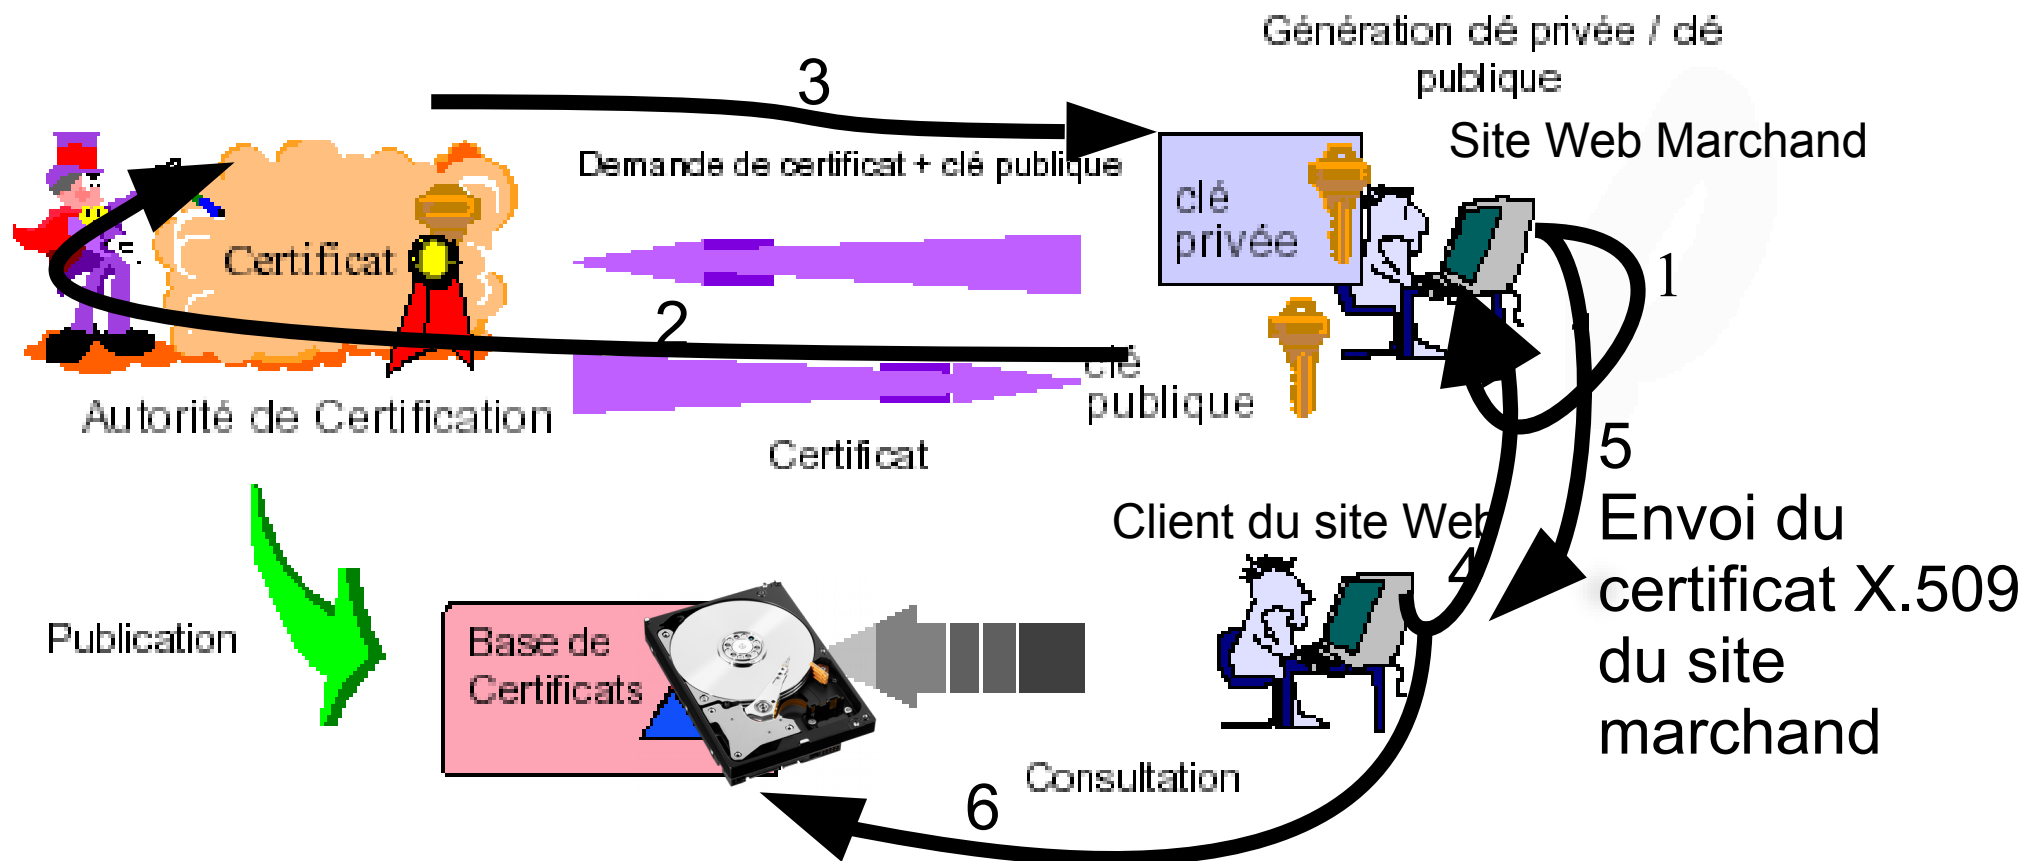 Génération clé privée / clé
publique
3
Site Web Marchand
Demande de certificat + clé publique
clé
privée
Certificat
1
2
clé
publique
Autorité de Certification
Certificat
5
Client du site Web
Envoi du
certificat X.509
du site
marchand
4
Publication
Base de
Certificats
Consultation
6